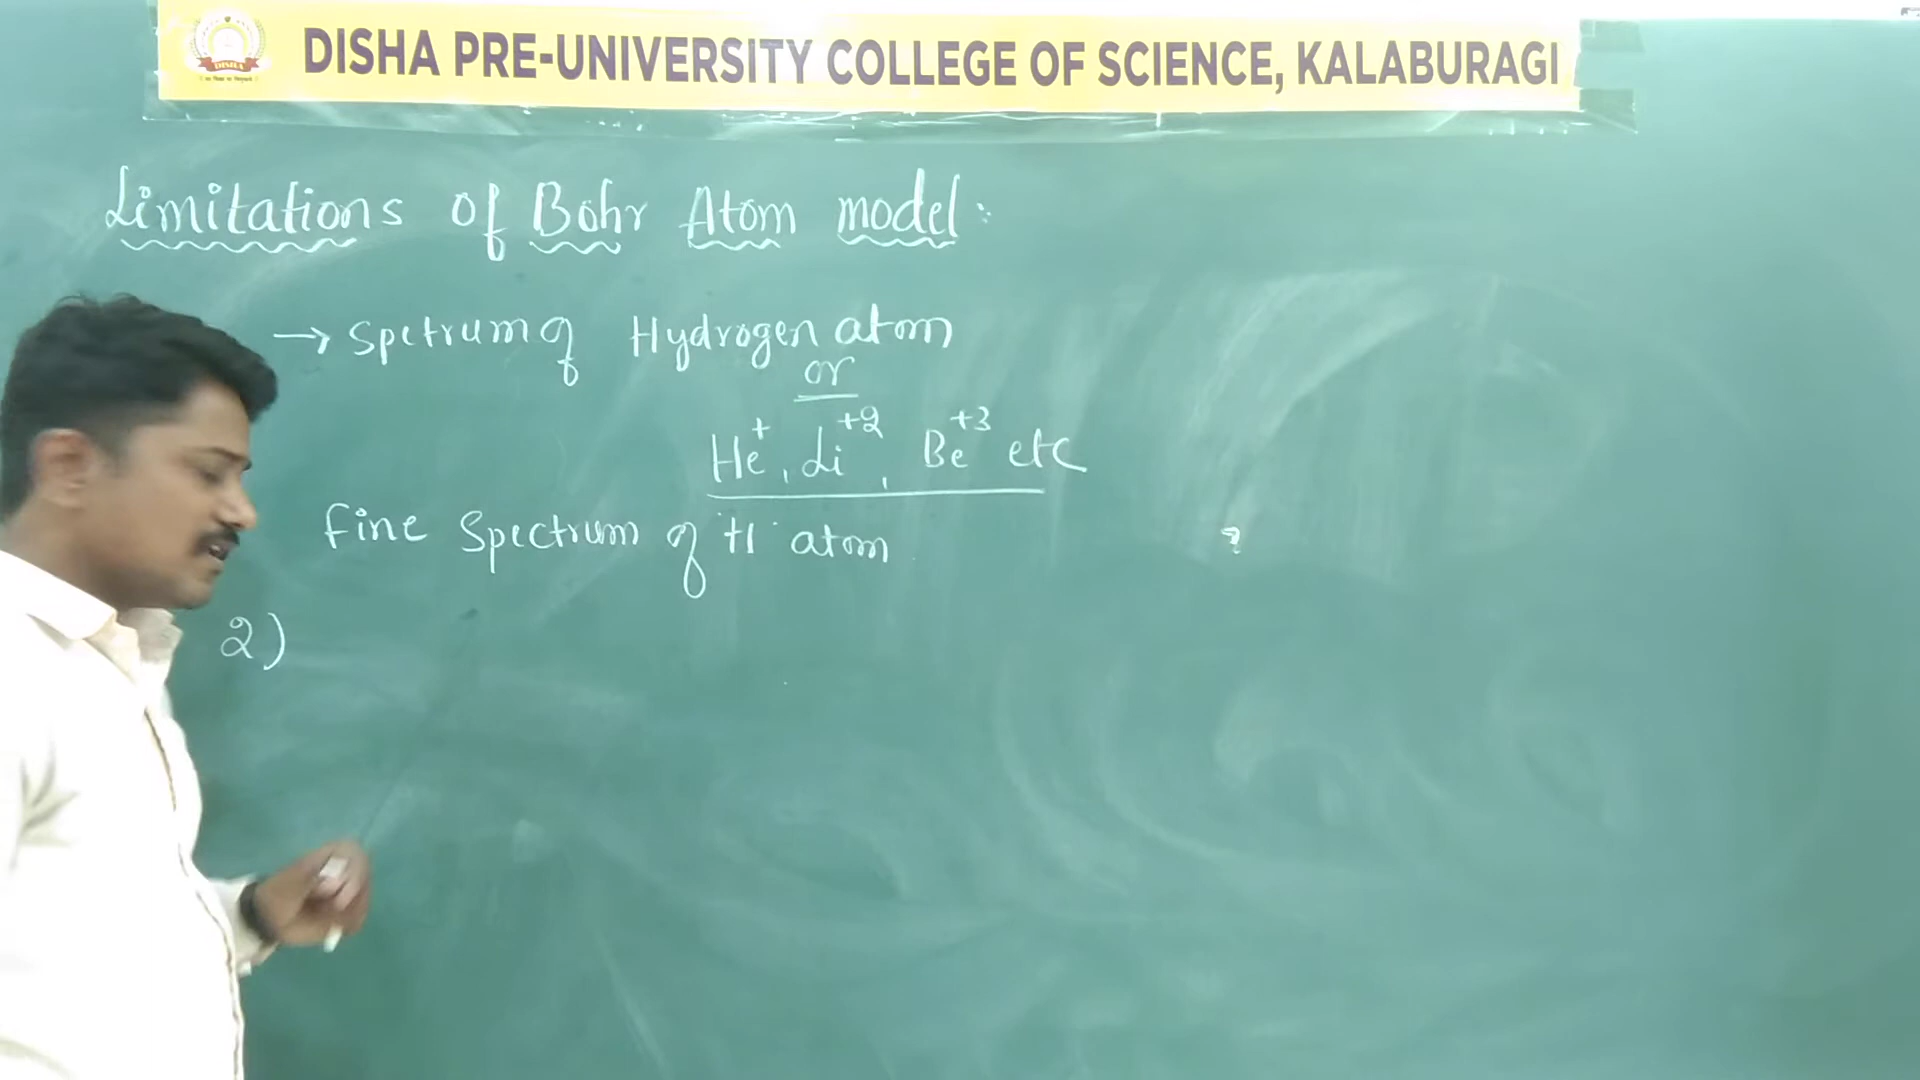 DISHA
DISHA PRE-UNIVERSITY COLLEGE OF SCIENCE, KALABURAGI
Limitations of Bohr Atom model:
→ Spetrum of Hydrogen atom
or
He⁺, Li⁺², Be⁺³ etc
Fine Spectrum of 'H' atom
2)